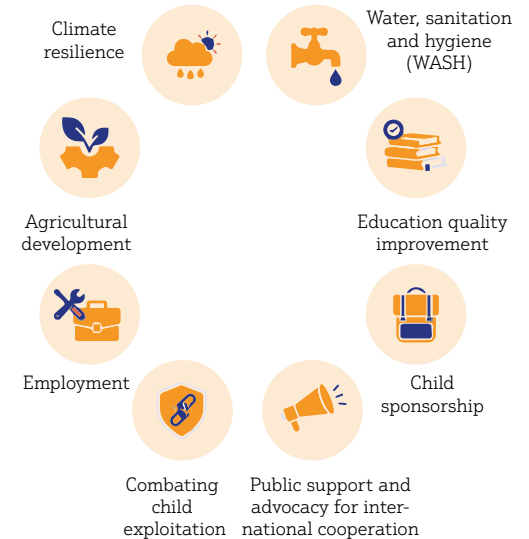 Climate
resilience
Water, sanitation
and hygiene
(WASH)
Agricultural
development
Education quality
improvement
Employment
Child
sponsorship
Combating
child
exploitation
Public support and
advocacy for inter-
national cooperation